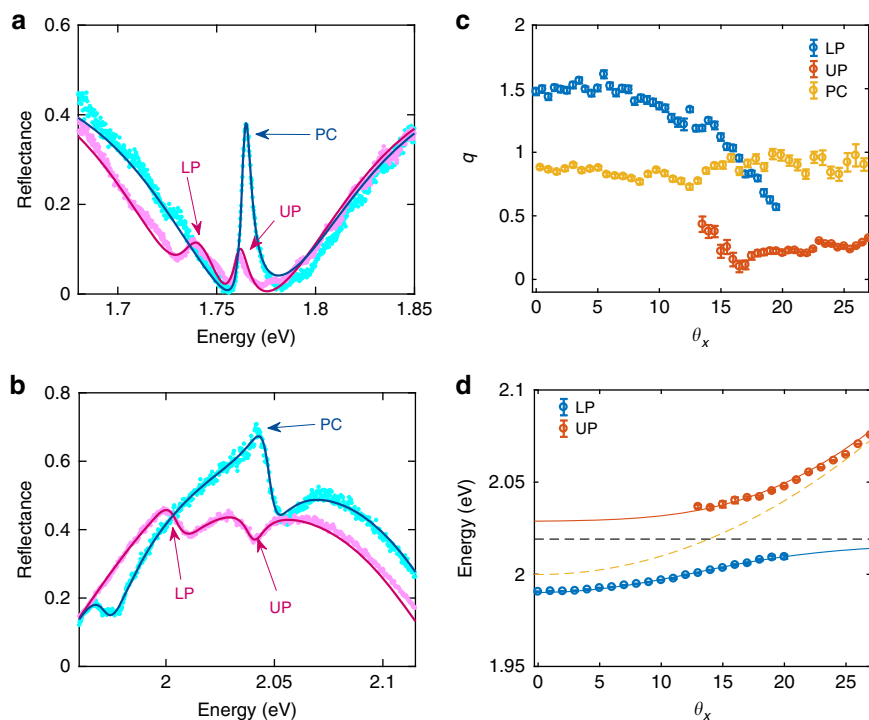 a
0.6
0.4
0.2
0
Reflectance
PC
LP
UP
1.7
1.75
1.8
1.85
Energy (eV)
c
2
1.5
1
0.5
0
q
LP
UP
PC
0
5
10
15
20
25
θx
b
0.8
0.6
0.4
0.2
0
Reflectance
PC
LP
UP
2
2.05
2.1
Energy (eV)
d
2.1
2.05
2
1.95
Energy (eV)
LP
UP
0
5
10
15
20
25
θx